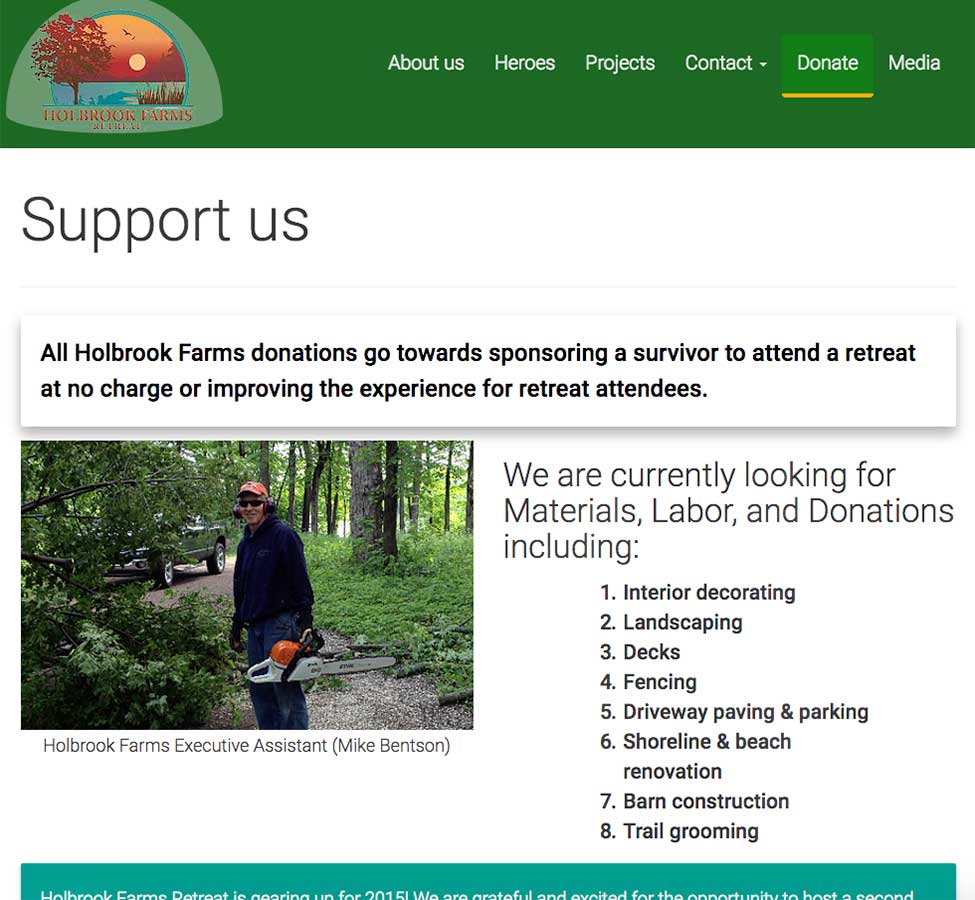 HOLBROOK FARMS
RETREAT
About us Heroes Projects Contact Donate Media
Support us
All Holbrook Farms donations go towards sponsoring a survivor to attend a retreat
at no charge or improving the experience for retreat attendees.
STIHL
Holbrook Farms Executive Assistant (Mike Bentson)
We are currently looking for
Materials, Labor, and Donations
including:
1. Interior decorating
2. Landscaping
3. Decks
4. Fencing
5. Driveway paving & parking
6. Shoreline & beach
renovation
7. Barn construction
8. Trail grooming
Holbrook Farms Retreat is gearing up for 2015! We are grateful and excited for the opportunity to host a second